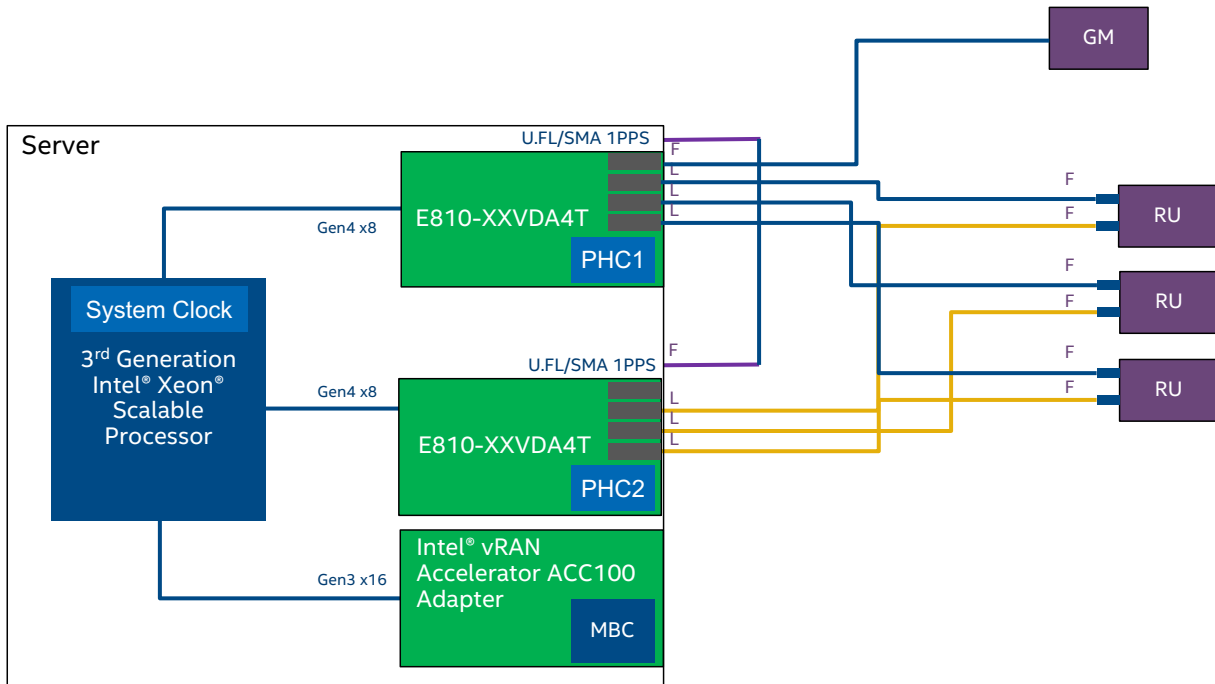 GM
Server
U.FL/SMA 1PPS
F
L
L
L
E810-XXVDA4T
PHC1
Gen4 x8
F
F
RU
F
F
RU
F
F
RU
System Clock
3rd Generation
Intel® Xeon®
Scalable
Processor
Gen4 x8
F
U.FL/SMA 1PPS
L
L
L
E810-XXVDA4T
PHC2
Gen3 x16
Intel® vRAN
Accelerator ACC100
Adapter
MBC